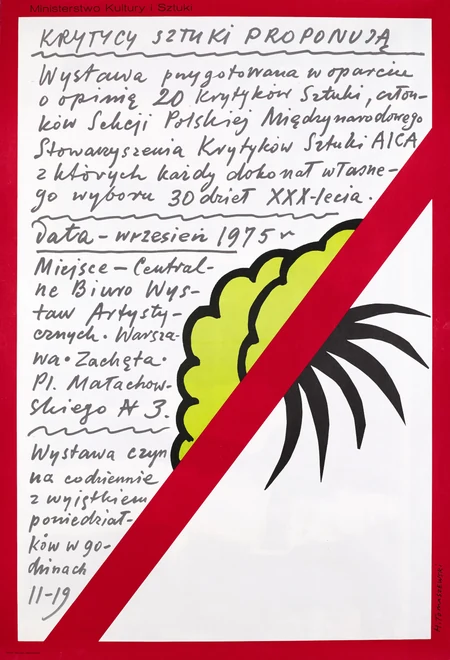 Ministerstwo Kultury i Sztuki
KRYTYCY SZTUKI PROPONUJĄ
Wystawa przygotowana w oparciu
o opinię 20 Krytyków Sztuki, człon-
ków Sekcji Polskiej Międzynarodowego
Stowarzyszenia Krytyków Sztuki AICA,
z których każdy dokonał własne-
go wyboru 30 dzieł XXX-lecia.
Data - wrzesień 1975 r
Miejsce - Central-
ne Biuro Wys-
taw Artysty-
cznych. Warsza-
wa. Zachęta.
Pl. Małachow-
skiego № 3.
Wystawa czyn
na codziennie
z wyjątkiem
poniedział-
ków w go-
dzinach
11-19
H. Tomaszewski